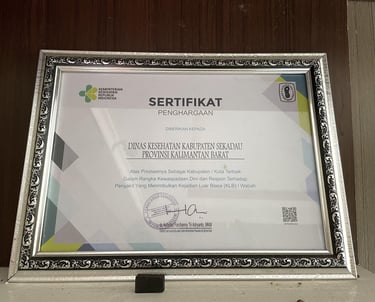 KEMENTERIAN
KESEHATAN
REPUBLIK
INDONESIA
SERTIFIKAT
PENGHARGAAN
DIBERIKAN KEPADA
DINAS KESEHATAN KABUPATEN SEKADAU
PROVINSI KALIMANTAN BARAT
Atas Prestasinya Sebagai Kabupaten / Kota Terbaik
Dalam Rangka Kewaspadaan Dini dan Respon Terhadap
Penyakit Yang Menimbulkan Kejadian Luar Biasa (KLB) / Wabah